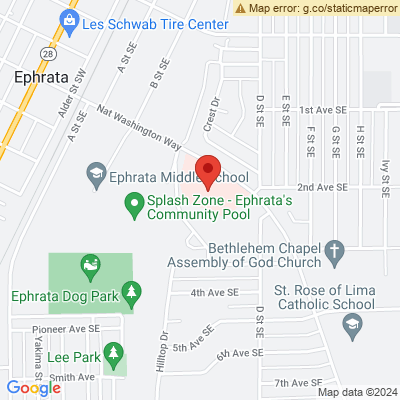 Map error: g.co/staticmaperror
Les Schwab Tire Center
28
Ephrata
A St SE
B St SE
Alder St SW
A St SE
Nat Washington Way
Crest Dr
D St SE
E St SE
1st Ave SE
F St SE
G St SE
H St SE
Ivy St SE
Ephrata Middle School
2nd Ave SE
Splash Zone - Ephrata's
Community Pool
Bethlehem Chapel
Assembly of God Church
Ephrata Dog Park
4th Ave SE
St. Rose of Lima
Catholic School
Pioneer Ave SE
Yakima St
Lee Park
Smith Ave
Hilltop Dr
5th Ave SE
D St SE
6th Ave SE
7th Ave SE
Google
Map data ©2024